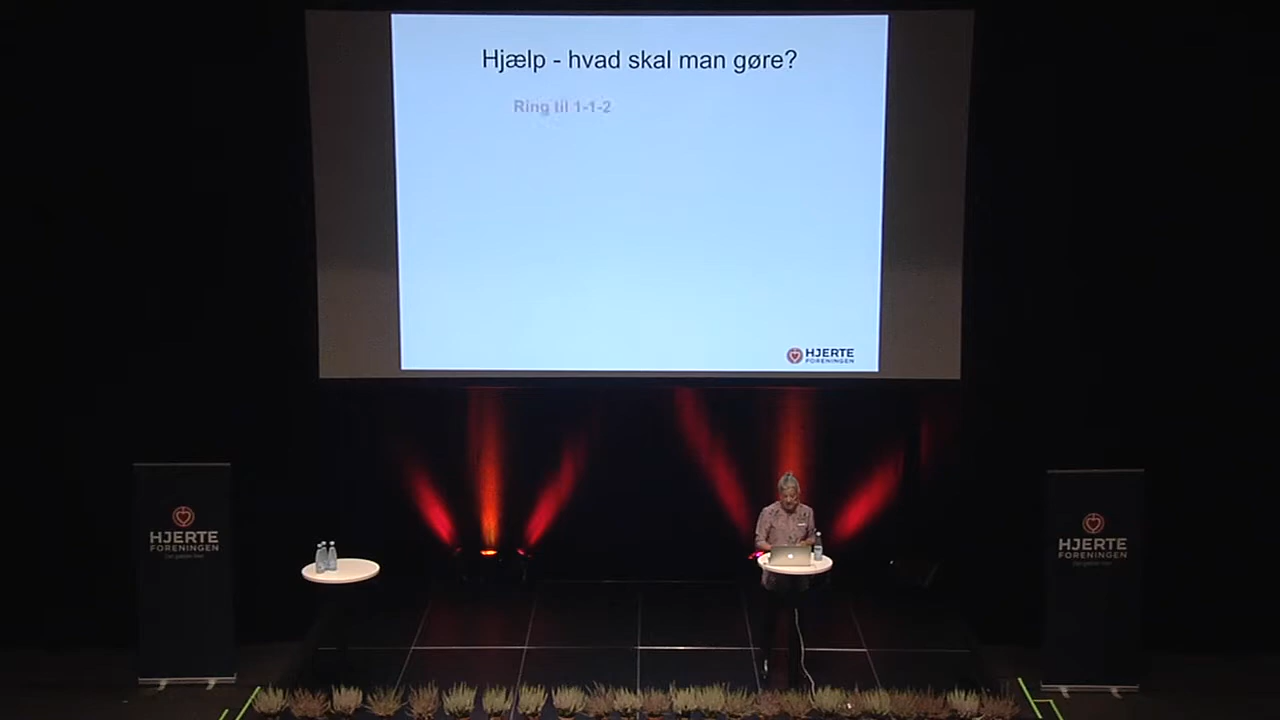 Hjælp - hvad skal man gøre?
Ring til 1-1-2
HJERTE
FORENINGEN
HJERTE
FORENINGEN
HJERTE
FORENINGEN